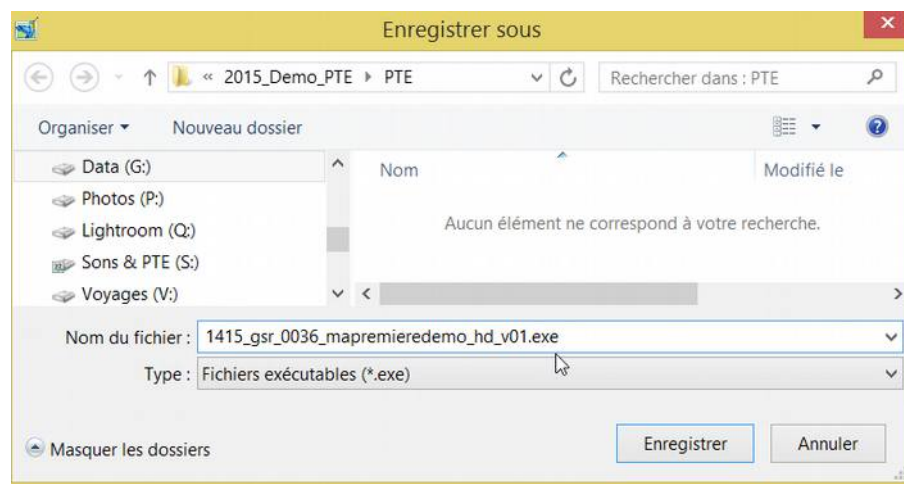 Enregistrer sous
« 2015_Demo_PTE PTE Rechercher dans : PTE
Organiser Nouveau dossier
Data (G:) Nom Modifié le
Photos (P:)
Aucun élément ne correspond à votre recherche.
Lightroom (Q:)
Sons & PTE (S:)
Voyages (V:)
Nom du fichier : 1415_gsr_0036_mapremieredemo_hd_v01.exe
Type : Fichiers exécutables (*.exe)
Masquer les dossiers Enregistrer Annuler